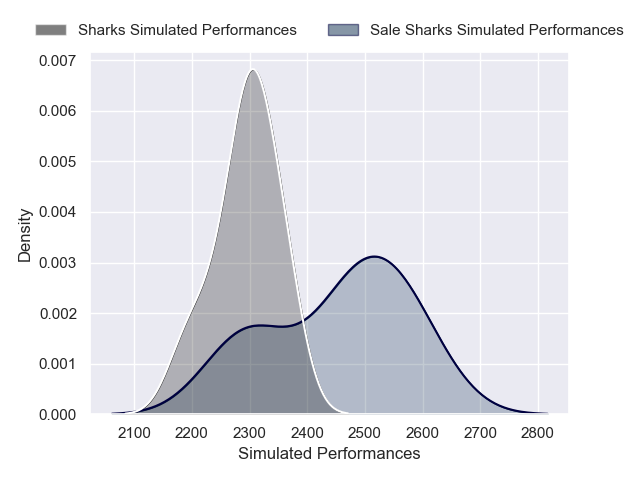 Sharks Simulated Performances Sale Sharks Simulated Performances
0.007
0.006
0.005
0.004
0.003
0.002
0.001
0.000
Density
2100 2200 2300 2400 2500 2600 2700 2800
Simulated Performances